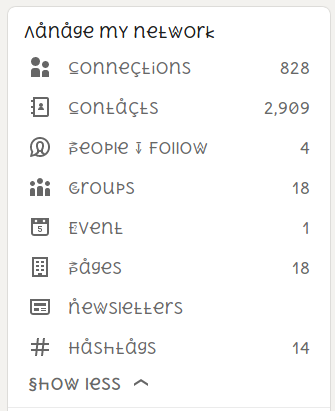 Manage my network
Connections 828
Contacts 2,909
People I Follow 4
Groups 18
Event 1
Pages 18
Newsletters
Hashtags 14
Show less